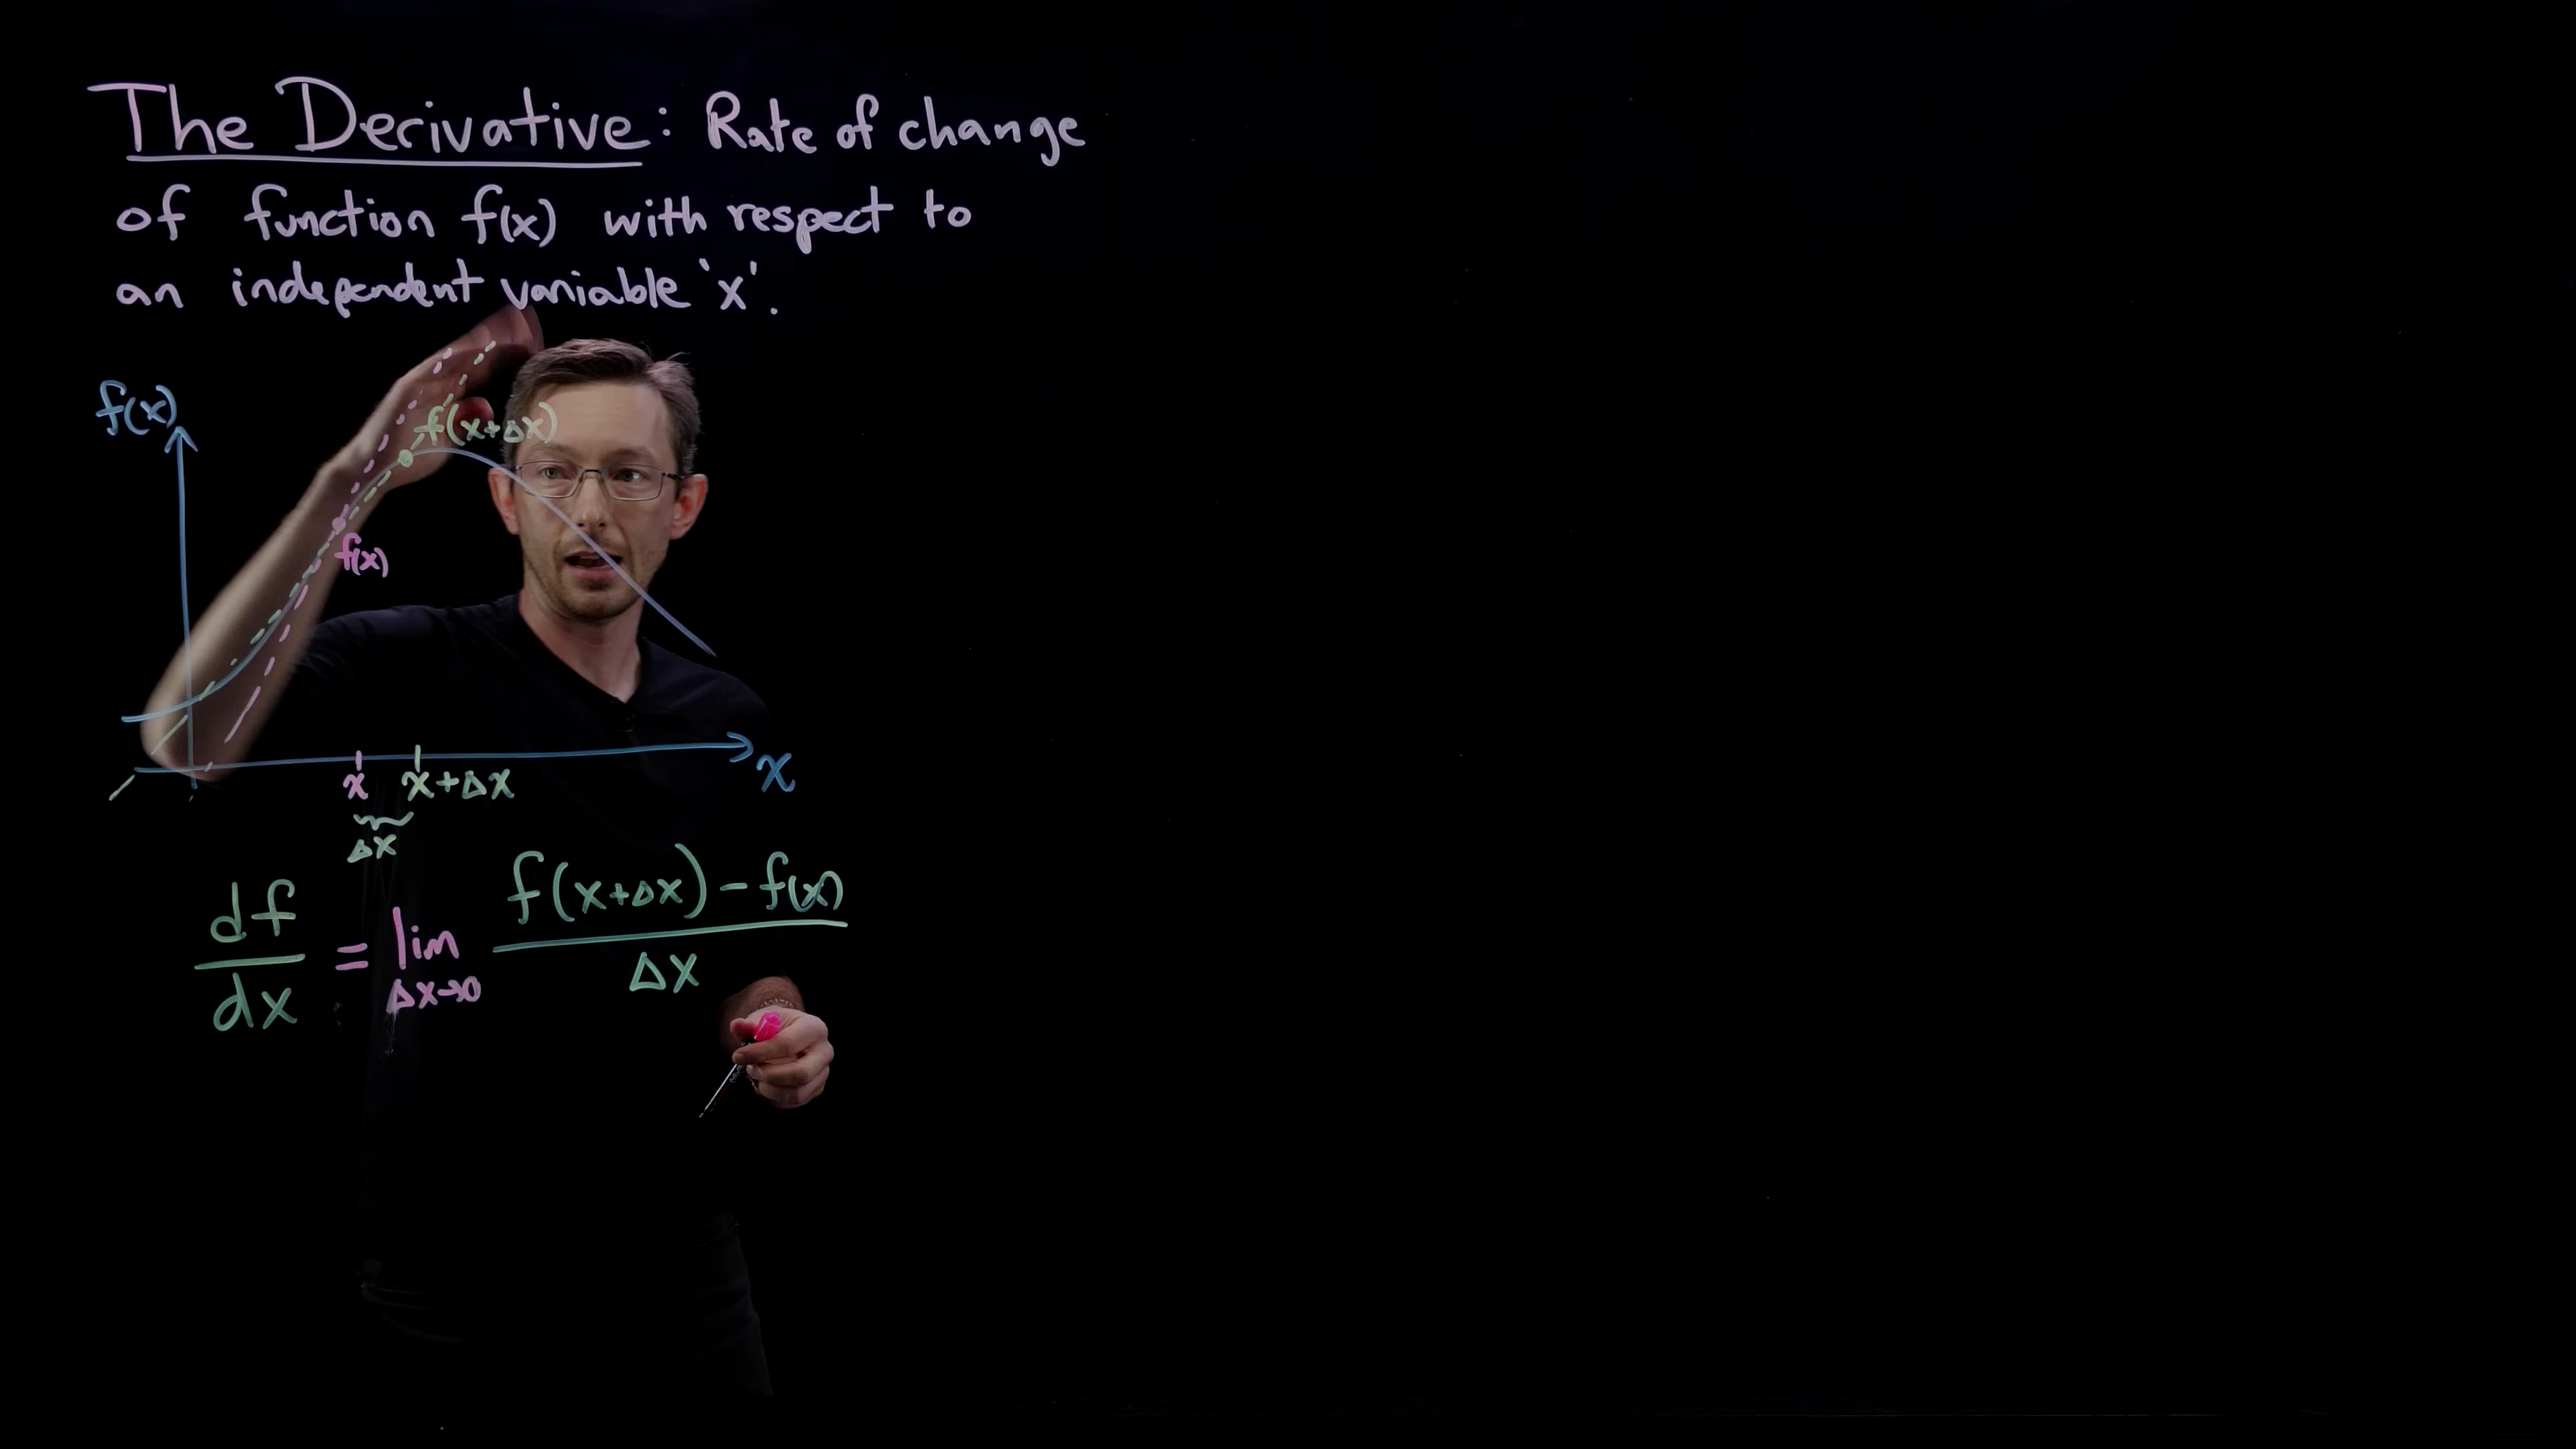 The Derivative: Rate of change
of function f(x) with respect to
an independent variable 'x'.
f(x)
f(x+Δx)
f(x)
x
x x+Δx
Δx
df/dx = lim Δx→0 f(x+Δx)-f(x)/Δx